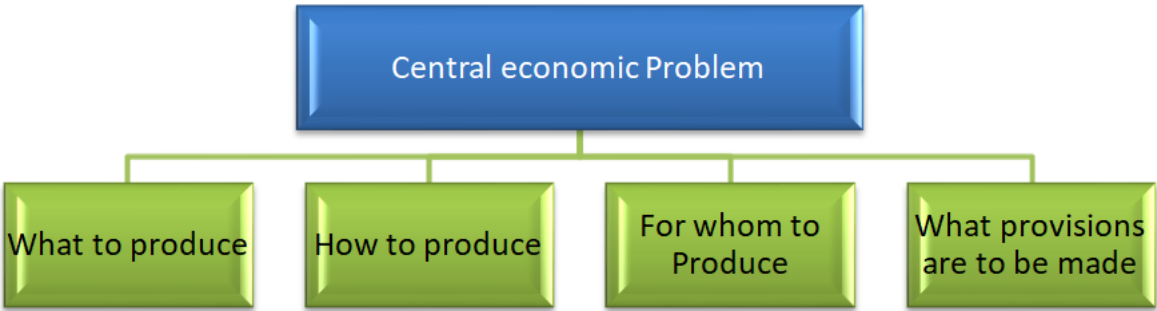 Central economic Problem
What to produce
How to produce
For whom to
Produce
What provisions
are to be made